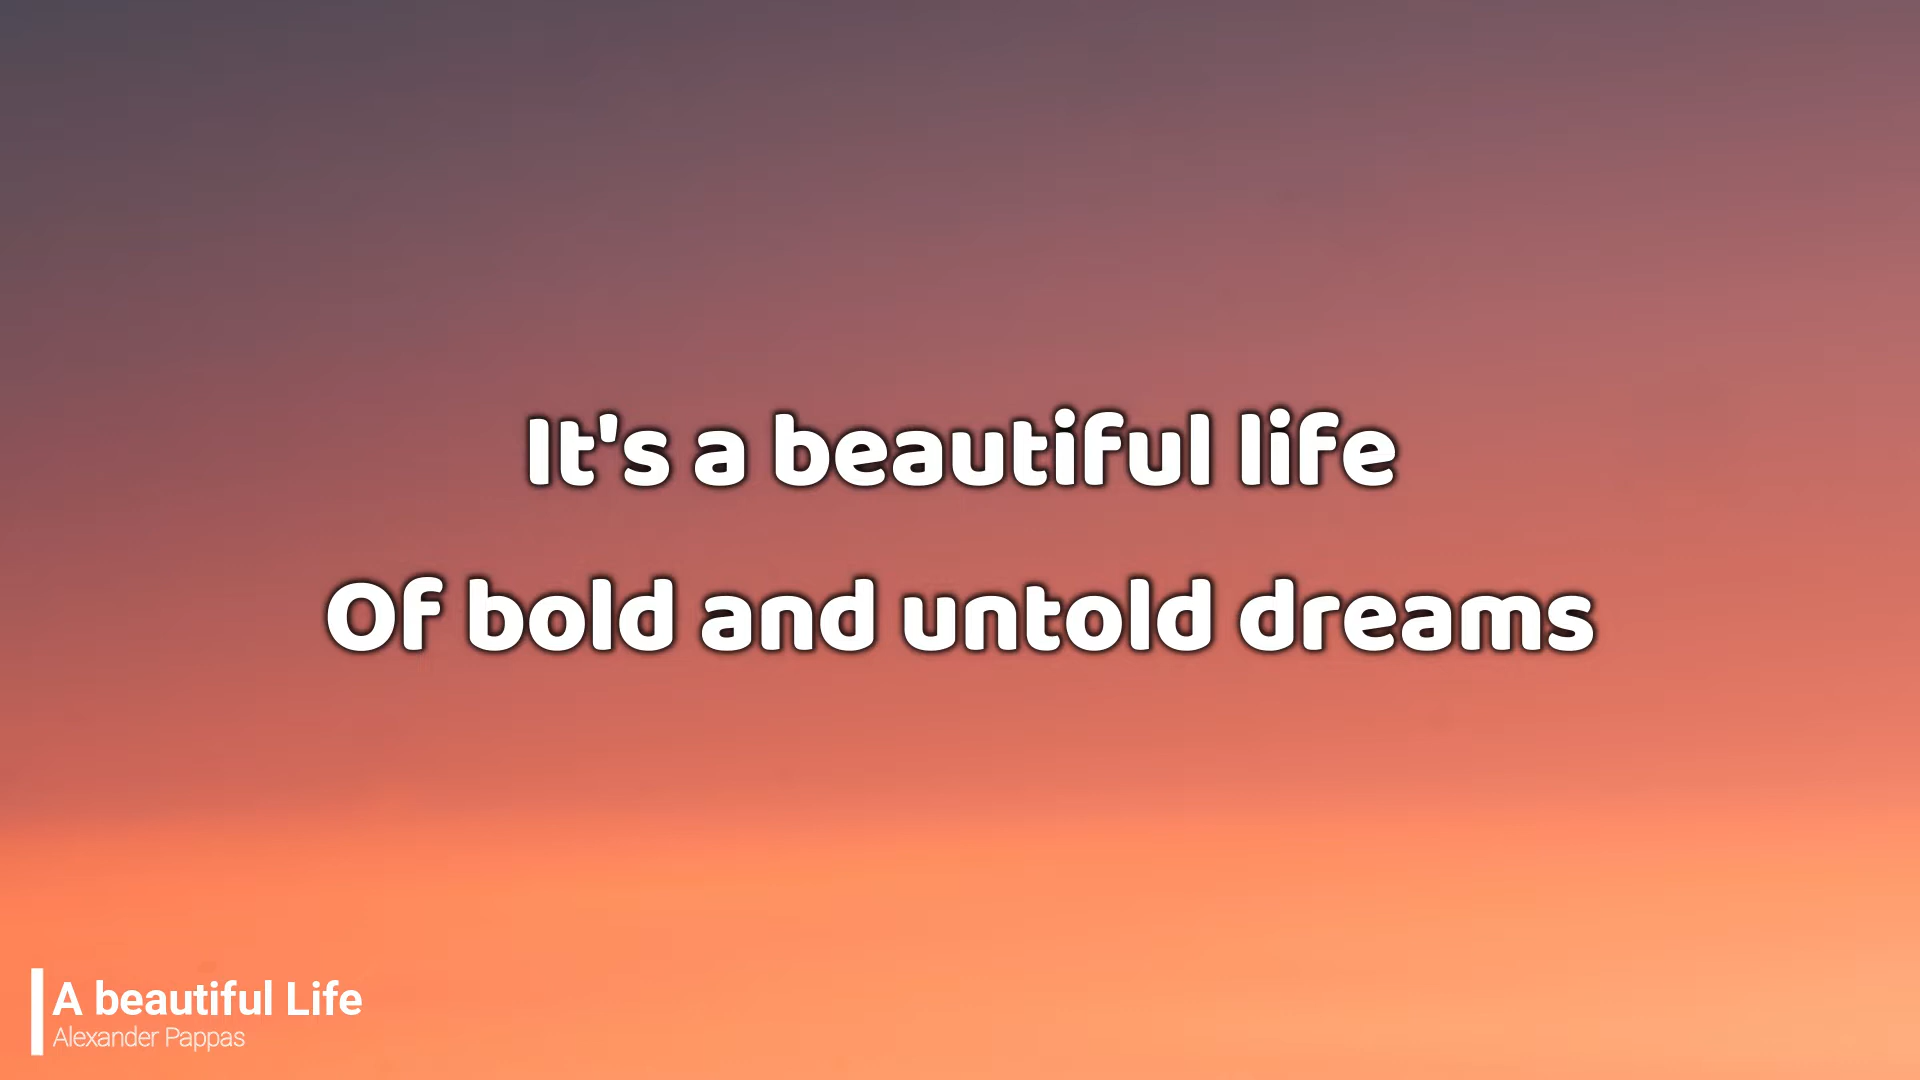 It's a beautiful life
Of bold and untold dreams
A beautiful Life
Alexander Pappas